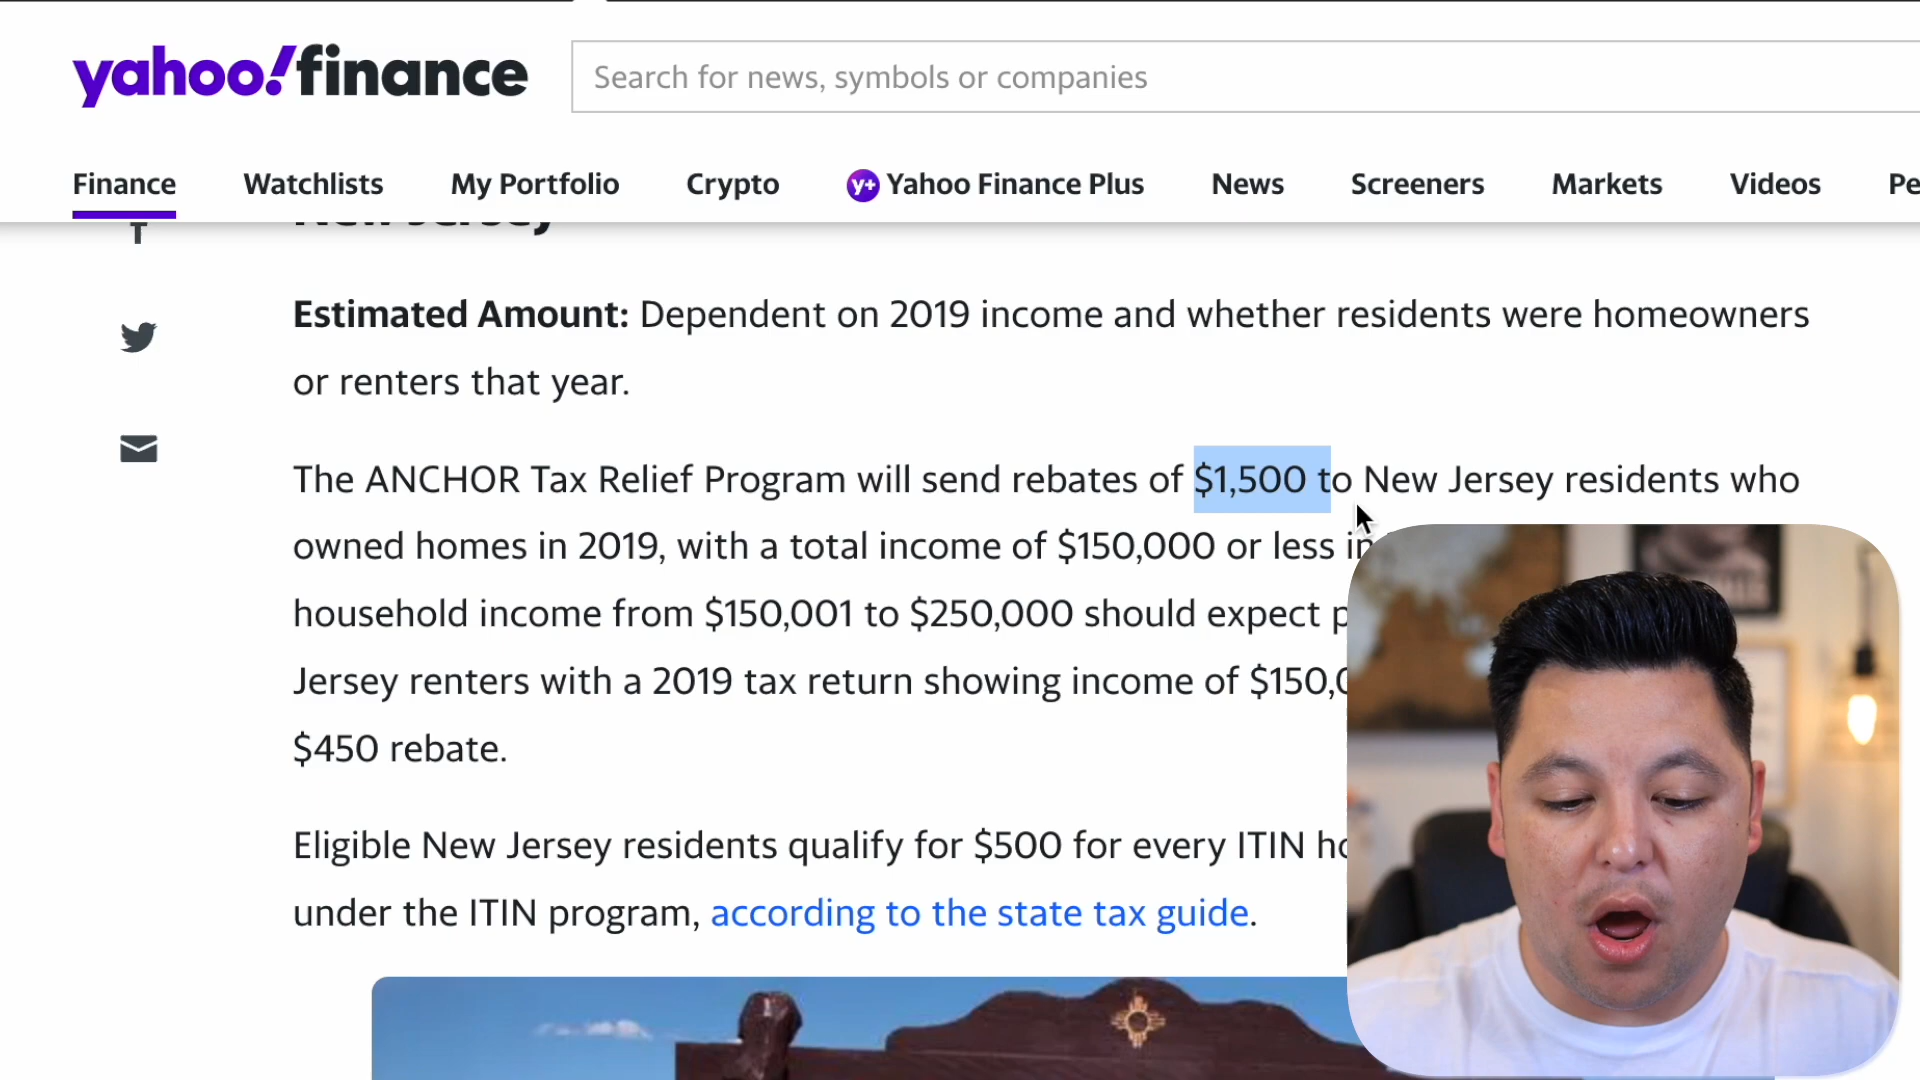 yahoo!finance
Search for news, symbols or companies
Finance
Watchlists
My Portfolio
Crypto
y+ Yahoo Finance Plus
News
Screeners
Markets
Videos
New Jersey
Estimated Amount: Dependent on 2019 income and whether residents were homeowners
or renters that year.
The ANCHOR Tax Relief Program will send rebates of $1,500 to New Jersey residents who
owned homes in 2019, with a total income of $150,000 or less in
household income from $150,001 to $250,000 should expect
Jersey renters with a 2019 tax return showing income of
$450 rebate.
Eligible New Jersey residents qualify for $500 for every ITIN
under the ITIN program, according to the state tax guide.